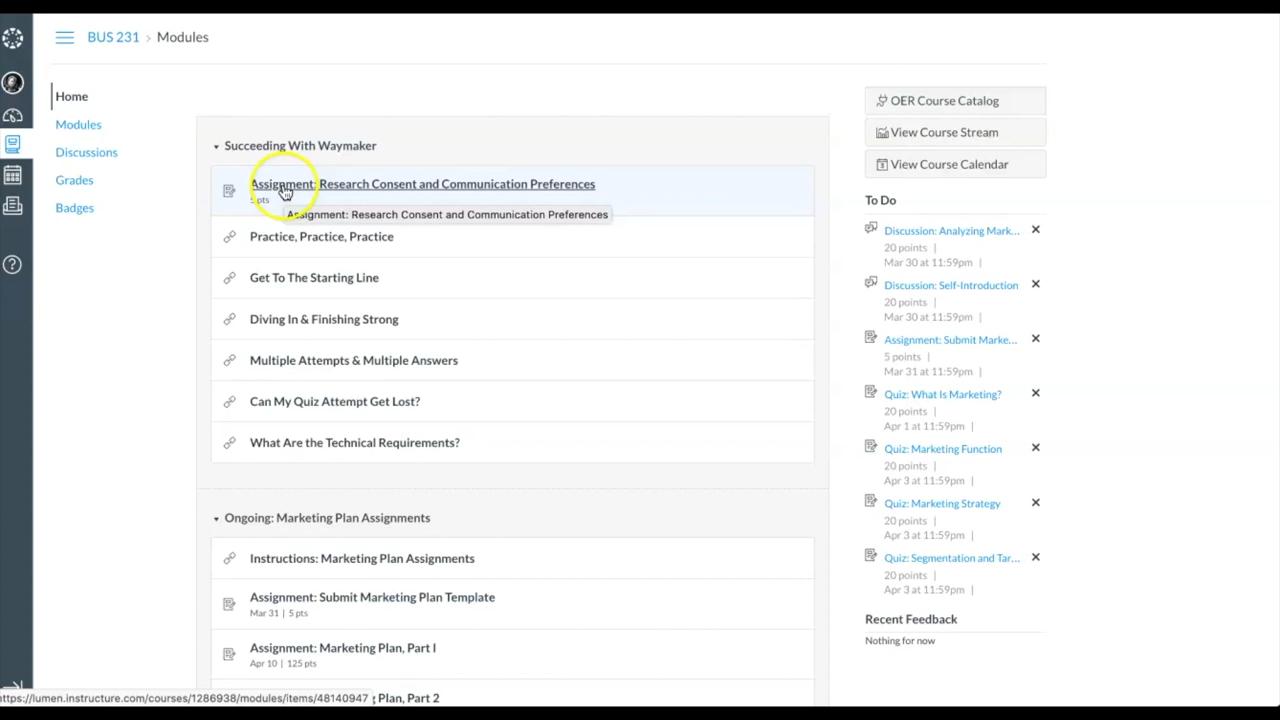 BUS 231 › Modules
Home
Modules
Discussions
Grades
Badges
Succeeding With Waymaker
Assignment: Research Consent and Communication Preferences
5 pts
Assignment: Research Consent and Communication Preferences
Practice, Practice, Practice
Get To The Starting Line
Diving In & Finishing Strong
Multiple Attempts & Multiple Answers
Can My Quiz Attempt Get Lost?
What Are the Technical Requirements?
Ongoing: Marketing Plan Assignments
Instructions: Marketing Plan Assignments
Assignment: Submit Marketing Plan Template
Mar 31 | 5 pts
Assignment: Marketing Plan, Part I
Apr 10 | 125 pts
Plan, Part 2
https://lumen.instructure.com/courses/1286938/modules/items/48140947
OER Course Catalog
View Course Stream
View Course Calendar
To Do
Discussion: Analyzing Mark...
20 points |
Mar 30 at 11:59pm |
Discussion: Self-Introduction
20 points |
Mar 30 at 11:59pm |
Assignment: Submit Marke...
5 points |
Mar 31 at 11:59pm |
Quiz: What Is Marketing?
20 points |
Apr 1 at 11:59pm |
Quiz: Marketing Function
20 points |
Apr 3 at 11:59pm |
Quiz: Marketing Strategy
20 points |
Apr 3 at 11:59pm |
Quiz: Segmentation and Tar...
20 points |
Apr 3 at 11:59pm |
Recent Feedback
Nothing for now